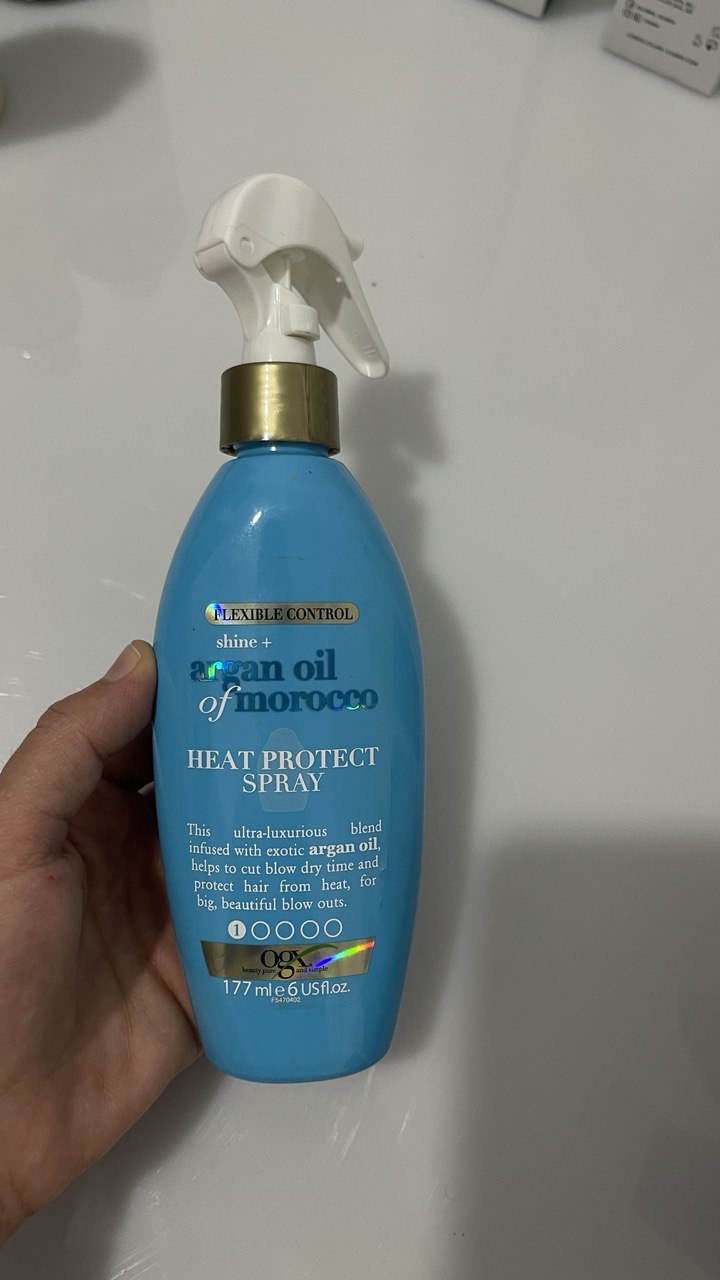 FLEXIBLE CONTROL
shine +
argan oil
of morocco
HEAT PROTECT
SPRAY
This ultra-luxurious blend
infused with exotic argan oil,
helps to cut blow dry time and
protect hair from heat, for
big, beautiful blow outs.
1
ogx
beauty pure and simple
177 ml e 6 US fl.oz.
F5470402